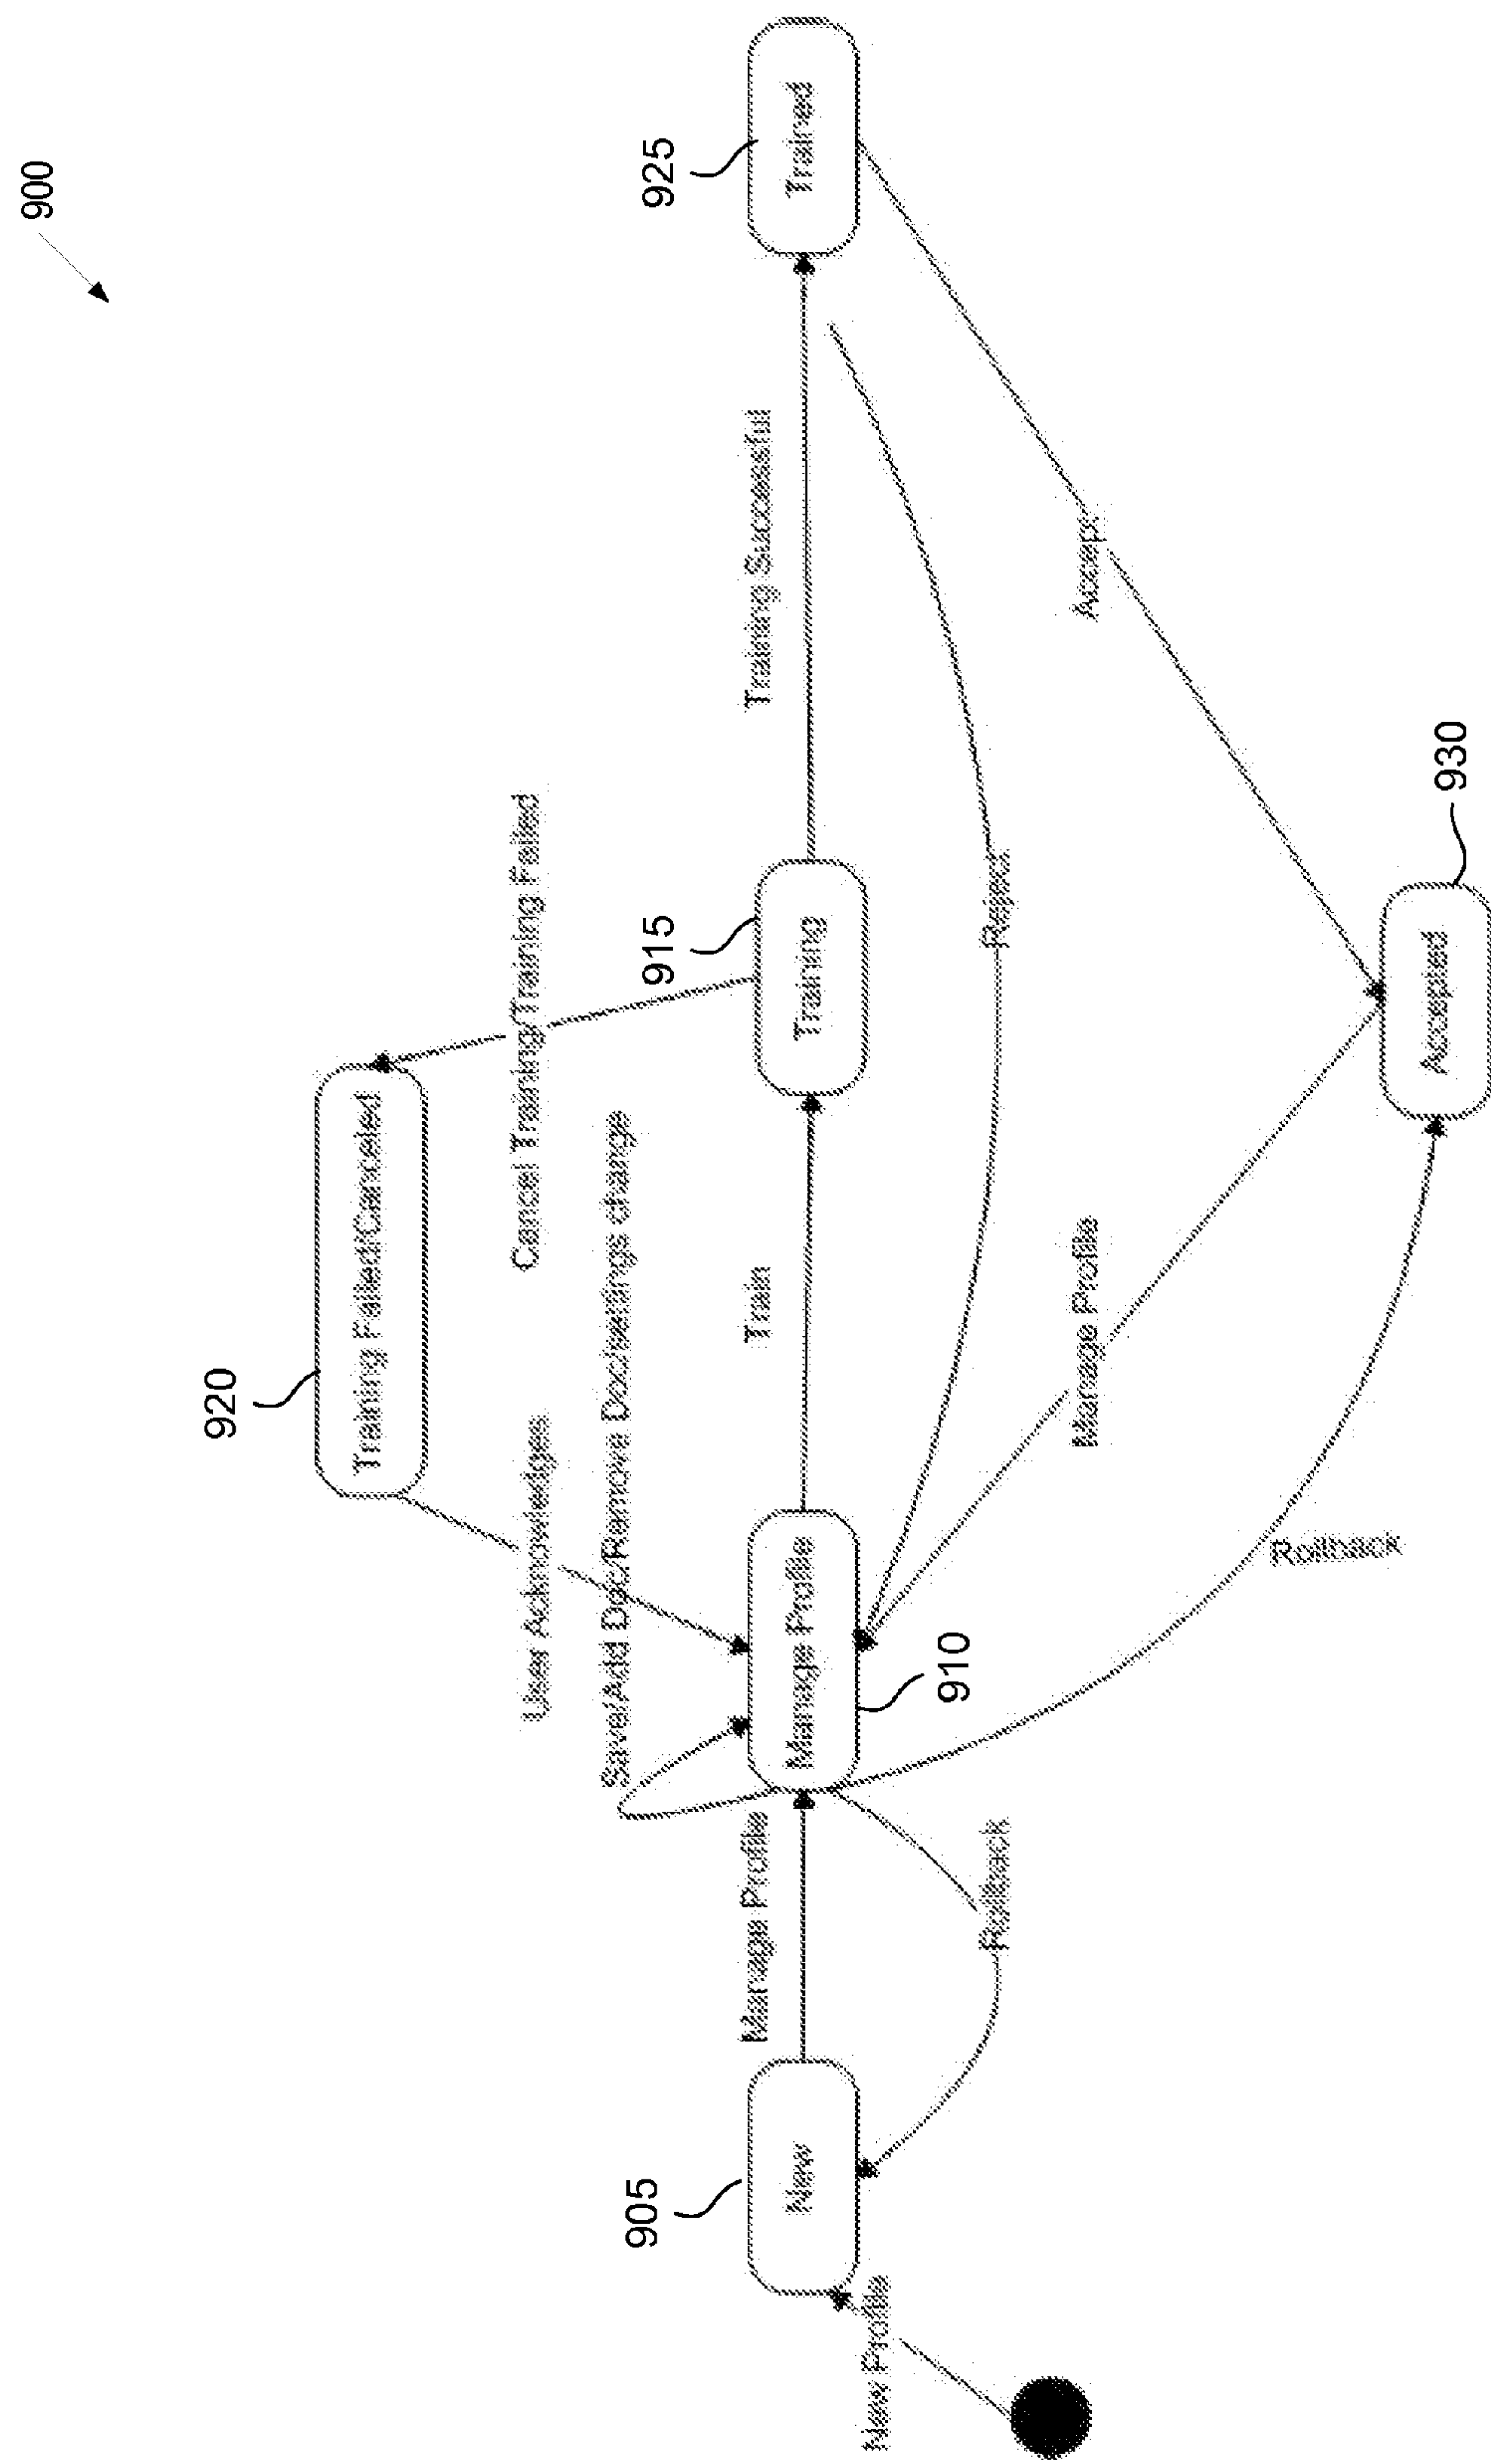 900
920
Training Failed/Canceled
User Acknowledges
Cancel Training/Training Failed
Save/Add Doc/Remove Doc/settings change
905
915
925
New Profile
New
Manage Profile
Manage Profile
Train
Training
Training Successful
Trained
910
Rollback
Reject
Manage Profile
Accept
Rollback
Accepted
930